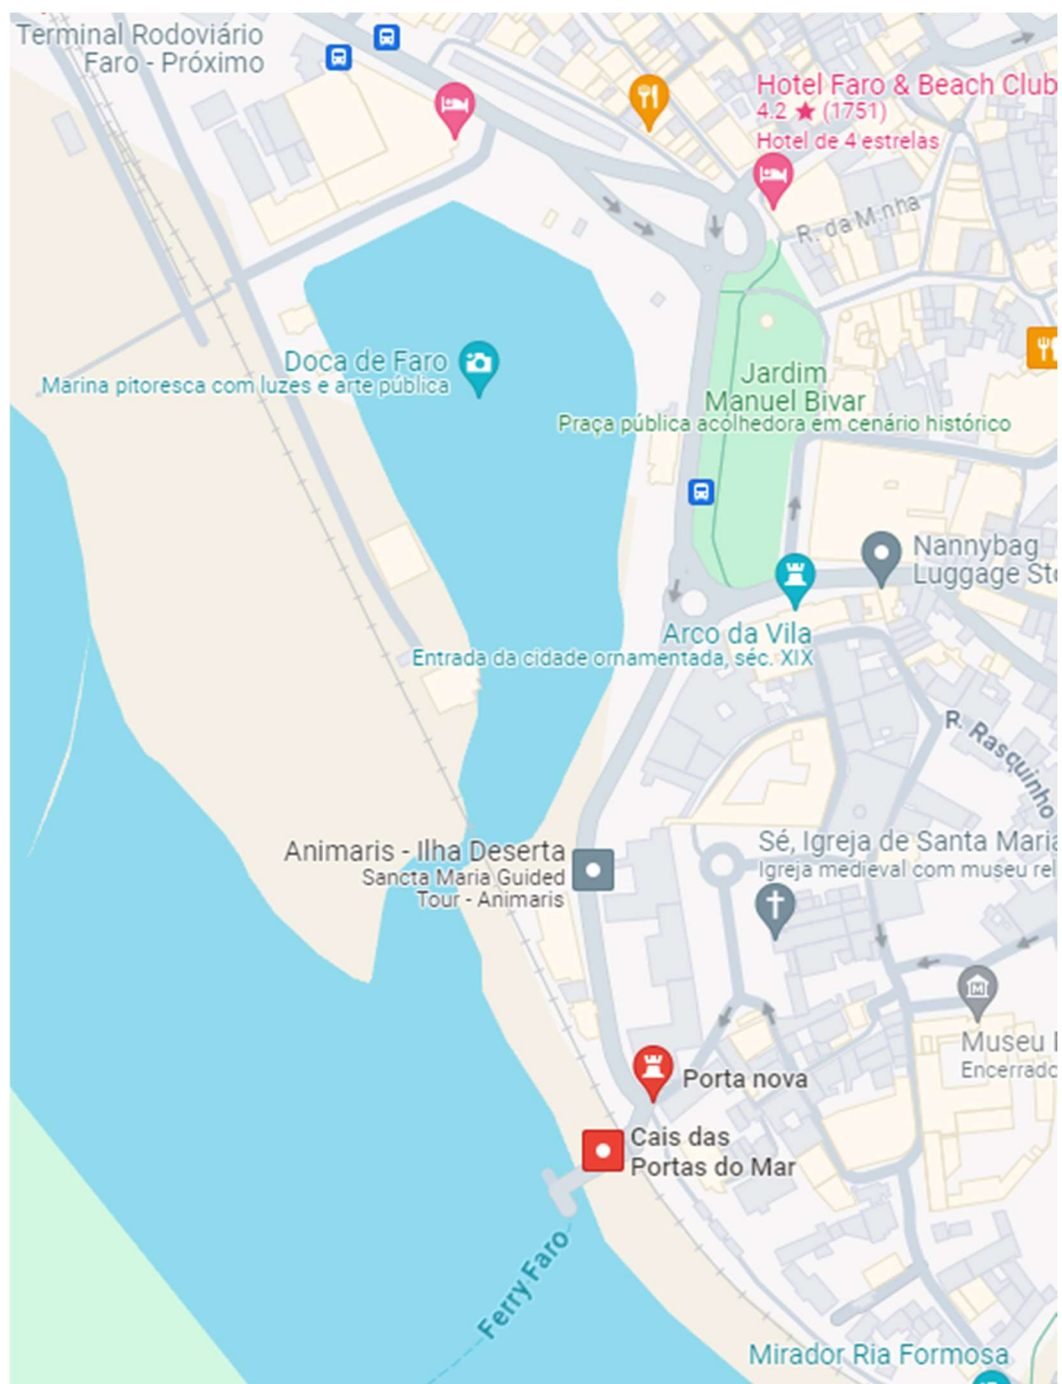 Terminal Rodoviário
Faro - Próximo
Hotel Faro & Beach Club
4.2 ★ (1751)
Hotel de 4 estrelas
R. da Minha
Doca de Faro
Marina pitoresca com luzes e arte pública
Jardim
Manuel Bivar
Praça pública acolhedora em cenário histórico
Nannybag
Luggage Sto
Arco da Vila
Entrada da cidade ornamentada, séc. XIX
R. Rasquinho
Animaris - Ilha Deserta
Sancta Maria Guided
Tour - Animaris
Sé, Igreja de Santa Maria
Igreja medieval com museu rel
Museu
Encerrado
Porta nova
Cais das
Portas do Mar
Ferry Faro
Mirador Ria Formosa